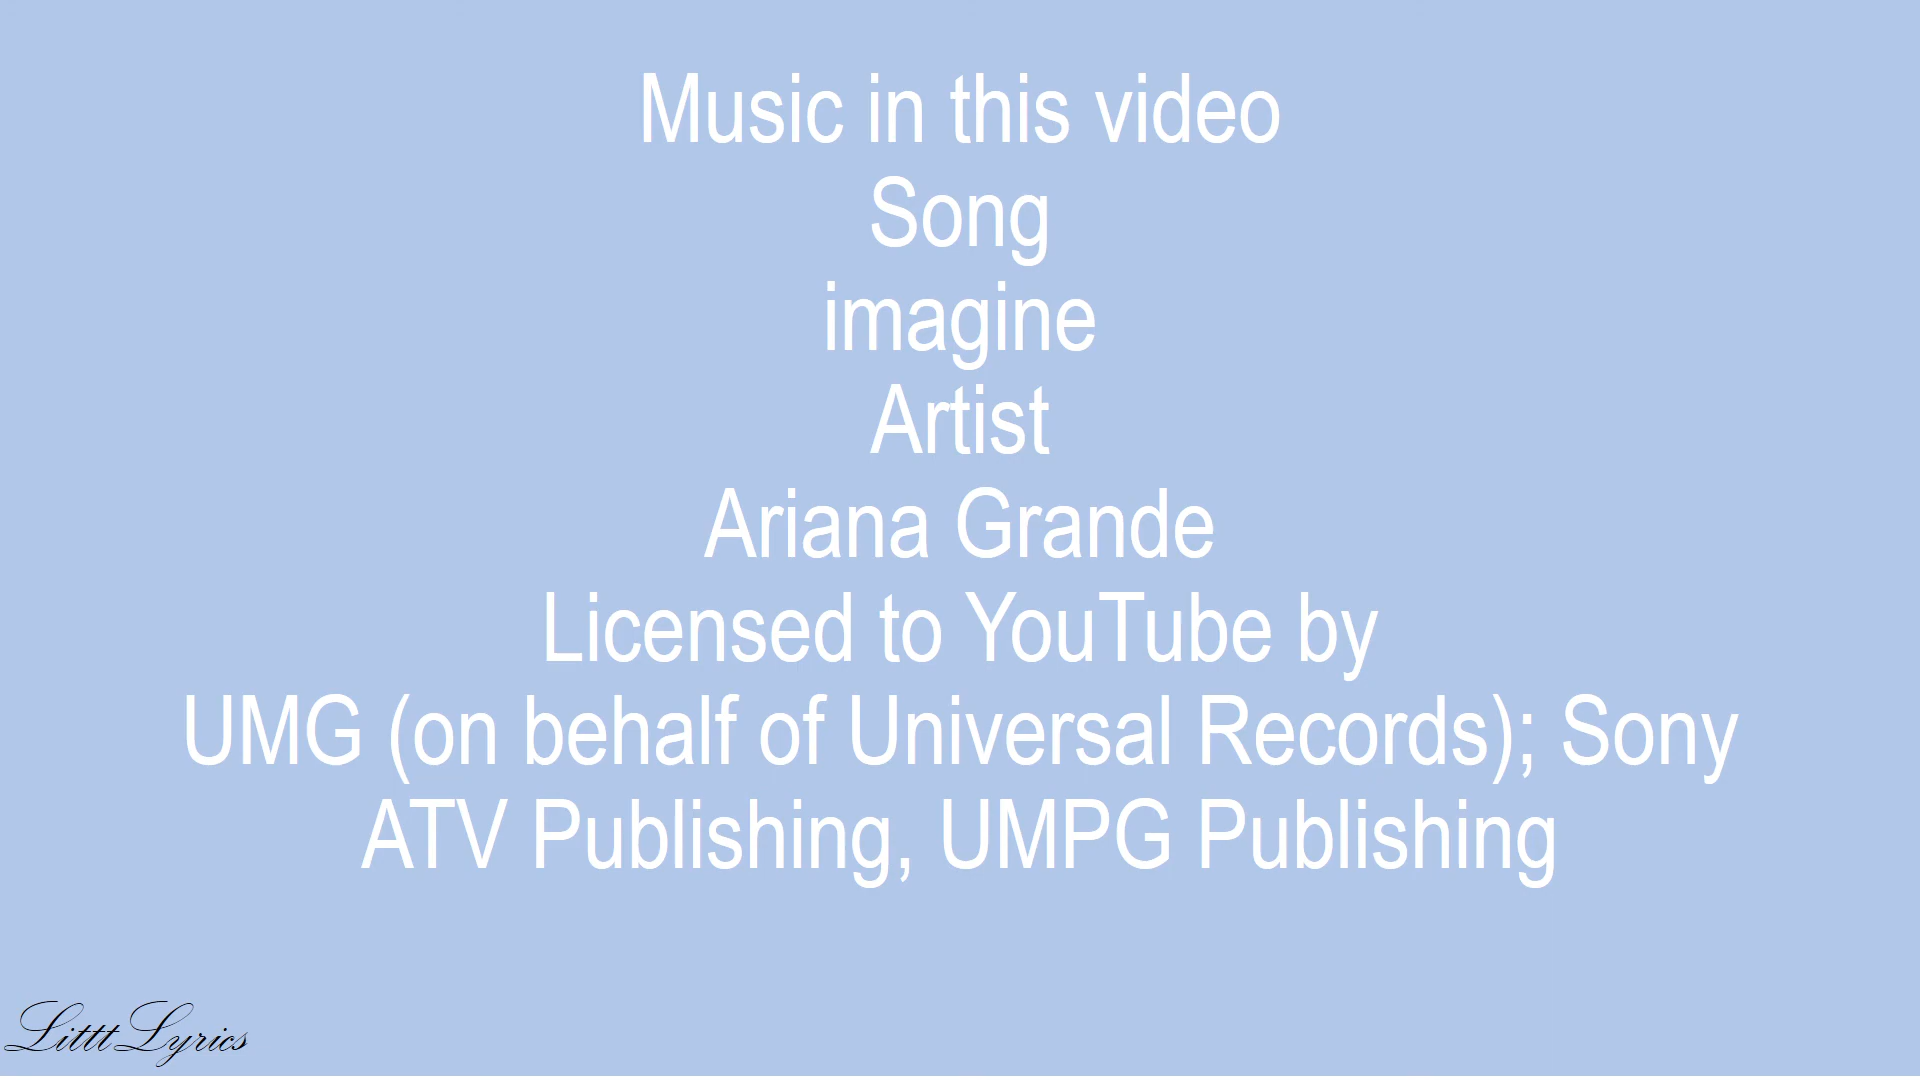 Music in this video
Song
imagine
Artist
Ariana Grande
Licensed to YouTube by
UMG (on behalf of Universal Records); Sony
ATV Publishing, UMPG Publishing
LitttLyrics